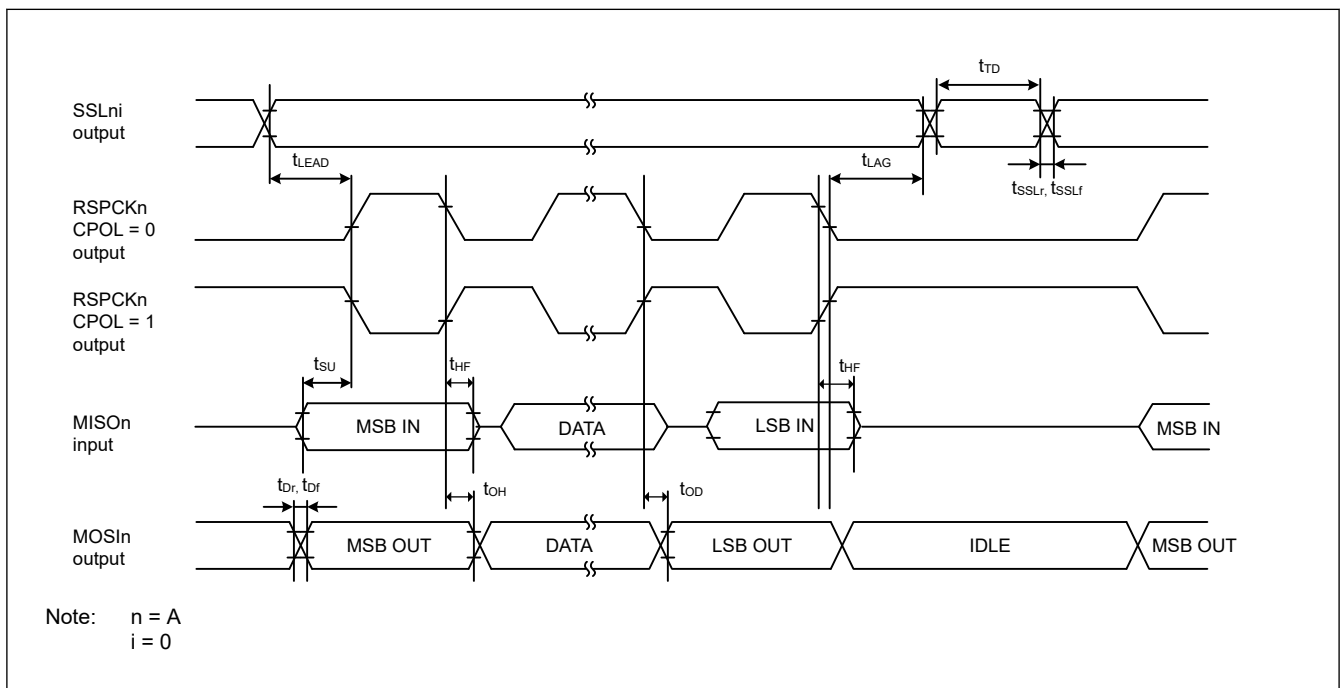 tTD
SSLni
output
tLEAD
tLAG
tSSLr, tSSLf
RSPCKn
CPOL = 0
output
RSPCKn
CPOL = 1
output
tSU
tHF
tHF
MISOn
input
MSB IN
DATA
LSB IN
MSB IN
tDr, tDf
tOH
tOD
MOSIn
output
MSB OUT
DATA
LSB OUT
IDLE
MSB OUT
Note: n = A
i = 0